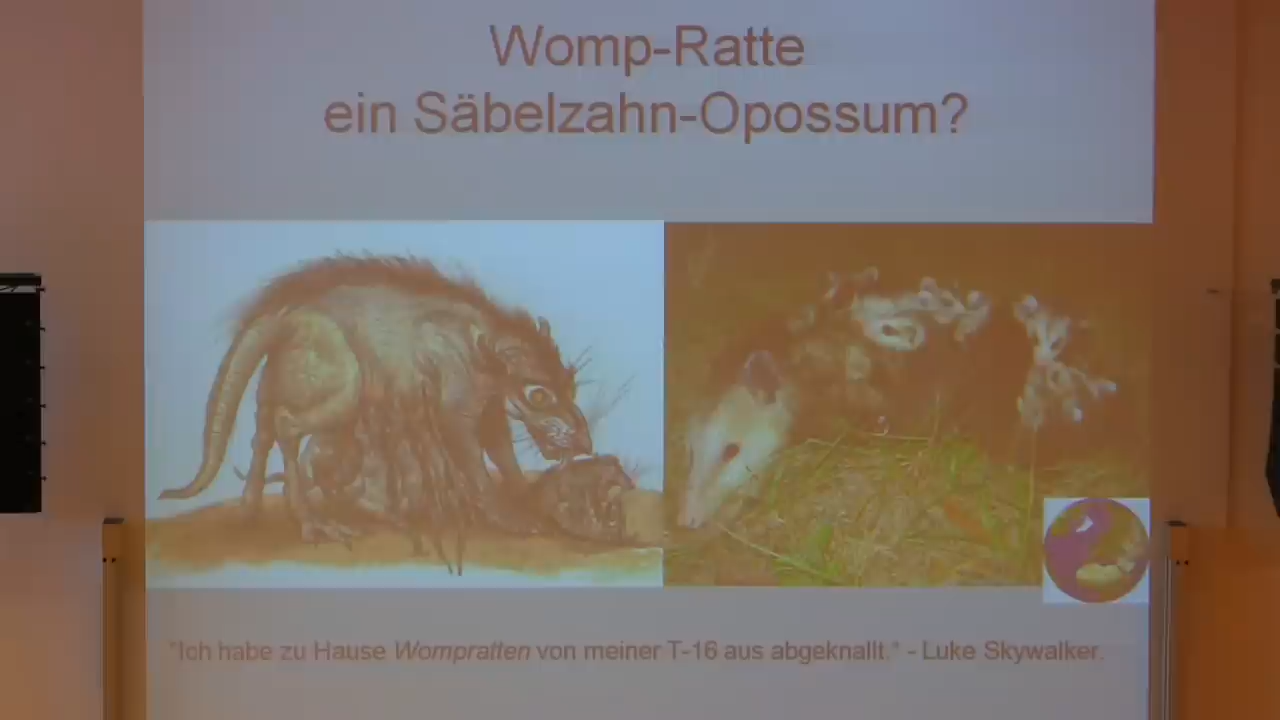 Womp-Ratte
ein Säbelzahn-Opossum?
"Ich habe zu Hause Wompratten von meiner T-16 aus abgeknallt." - Luke Skywalker.